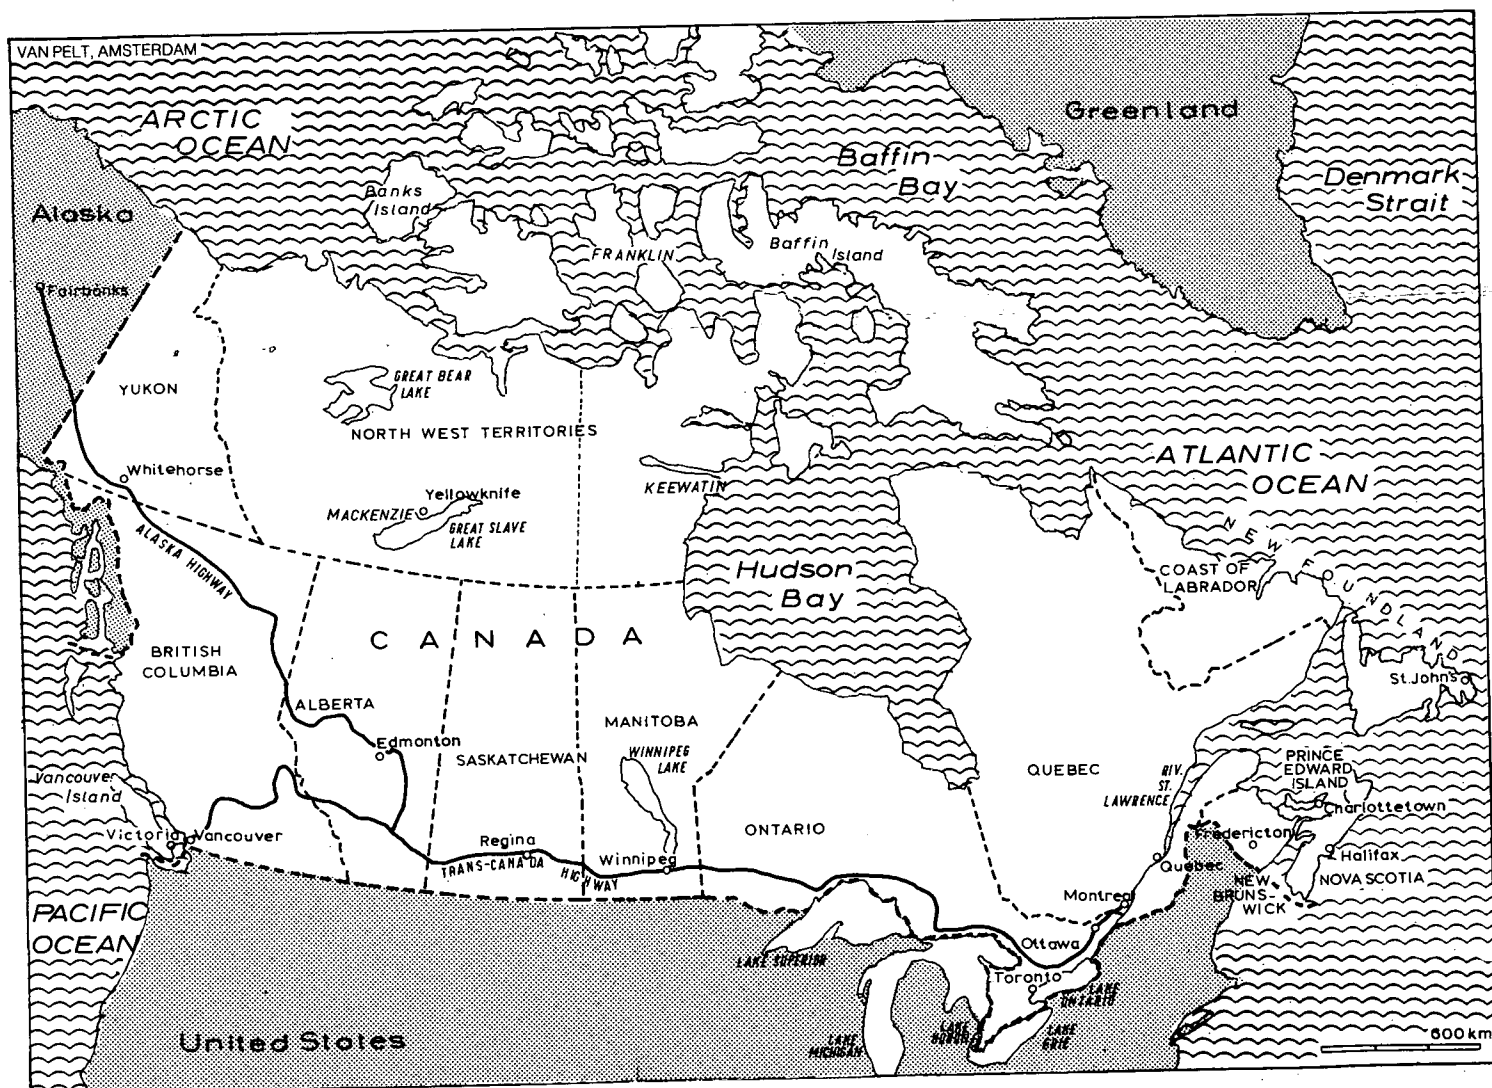 VAN PELT, AMSTERDAM
ARCTIC
OCEAN
Greenland
Baffin
Bay
Denmark
Strait
Banks
Island
Alaska
FRANKLIN
Baffin
Island
Fairbanks
YUKON
GREAT BEAR
LAKE
NORTH WEST TERRITORIES
ATLANTIC
OCEAN
Whitehorse
KEEWATIN
Yellowknife
MACKENZIE
GREAT SLAVE
LAKE
ALASKA HIGHWAY
NEW FOUNDLAND
COAST OF
LABRADOR
Hudson
Bay
CANADA
BRITISH
COLUMBIA
St.John's
ALBERTA
MANITOBA
Edmonton
SASKATCHEWAN
WINNIPEG
LAKE
QUEBEC
RIV.
ST.
LAWRENCE
PRINCE
EDWARD
ISLAND
Charlottetown
Vancouver
Island
Victoria
Vancouver
Regina
TRANS-CANADA
HIGHWAY
Winnipeg
ONTARIO
Fredericton
Halifax
Quebec
NOVA SCOTIA
NEW
BRUNS-
WICK
Montreal
PACIFIC
OCEAN
Ottawa
LAKE SUPERIOR
Toronto
LAKE
ONTARIO
United States
LAKE
MICHIGAN
LAKE
HURON
LAKE
ERIE
600 km